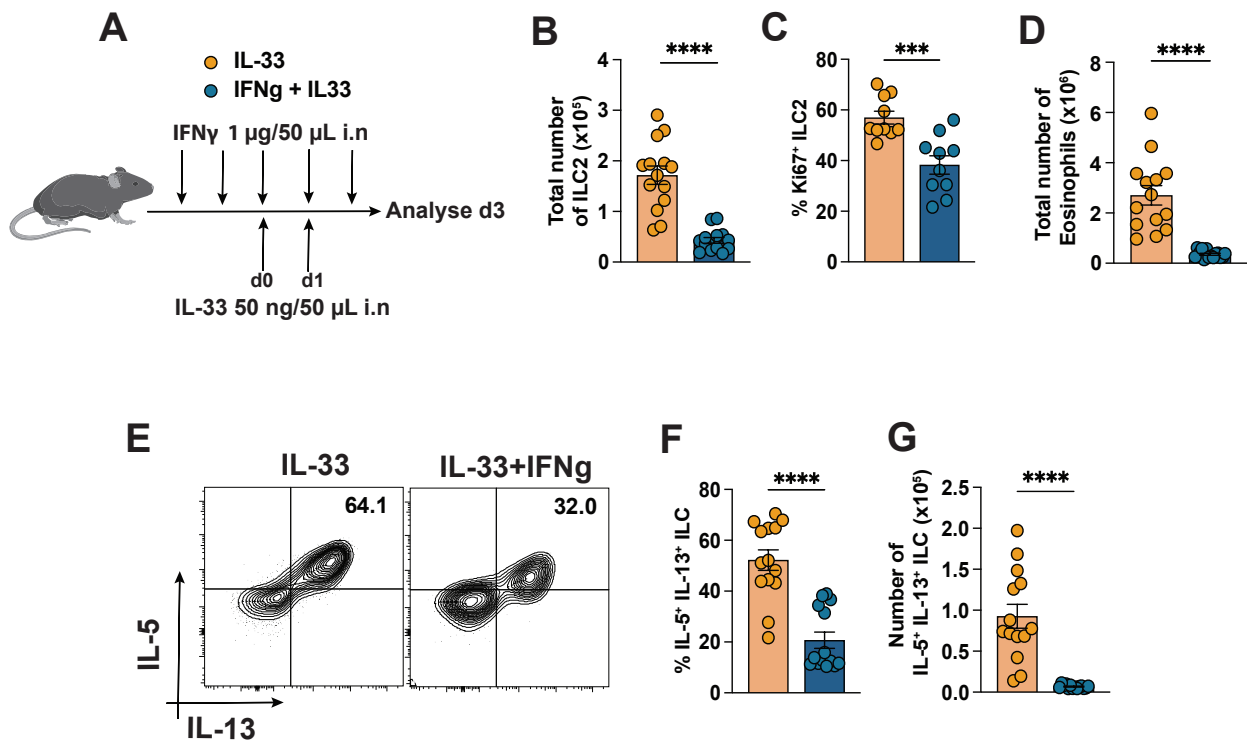 A
IL-33
IFNg + IL33
IFNγ 1 µg/50 µL i.n
Analyse d3
d0 d1
IL-33 50 ng/50 µL i.n
B
****
Total number
of ILC2 (x10⁵)
4
3
2
1
0
C
***
% Ki67⁺ ILC2
80
60
40
20
0
D
****
Total number of
Eosinophils (x10⁶)
8
6
4
2
0
E
IL-33
64.1
IL-33+IFNg
32.0
IL-5
IL-13
F
****
% IL-5⁺ IL-13⁺ ILC
80
60
40
20
0
G
****
Number of
IL-5⁺ IL-13⁺ ILC (x10⁵)
2.5
2.0
1.5
1.0
0.5
0.0